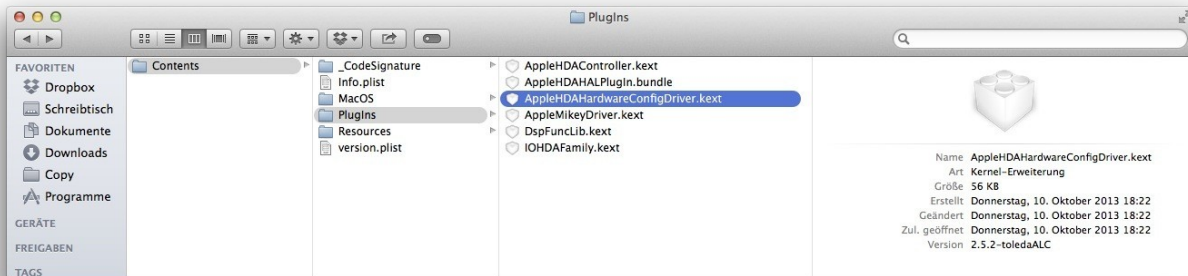 PlugIns
FAVORITEN
Dropbox
Schreibtisch
Dokumente
Downloads
Copy
Programme
GERÄTE
FREIGABEN
TAGS
Contents
_CodeSignature
Info.plist
MacOS
PlugIns
Resources
version.plist
AppleHDAController.kext
AppleHDAHALPlugIn.bundle
AppleHDAHardwareConfigDriver.kext
AppleMikeyDriver.kext
DspFuncLib.kext
IOHDAFamily.kext
Name AppleHDAHardwareConfigDriver.kext
Art Kernel-Erweiterung
Größe 56 KB
Erstellt Donnerstag, 10. Oktober 2013 18:22
Geändert Donnerstag, 10. Oktober 2013 18:22
Zul. geöffnet Donnerstag, 10. Oktober 2013 18:22
Version 2.5.2-toledaALC